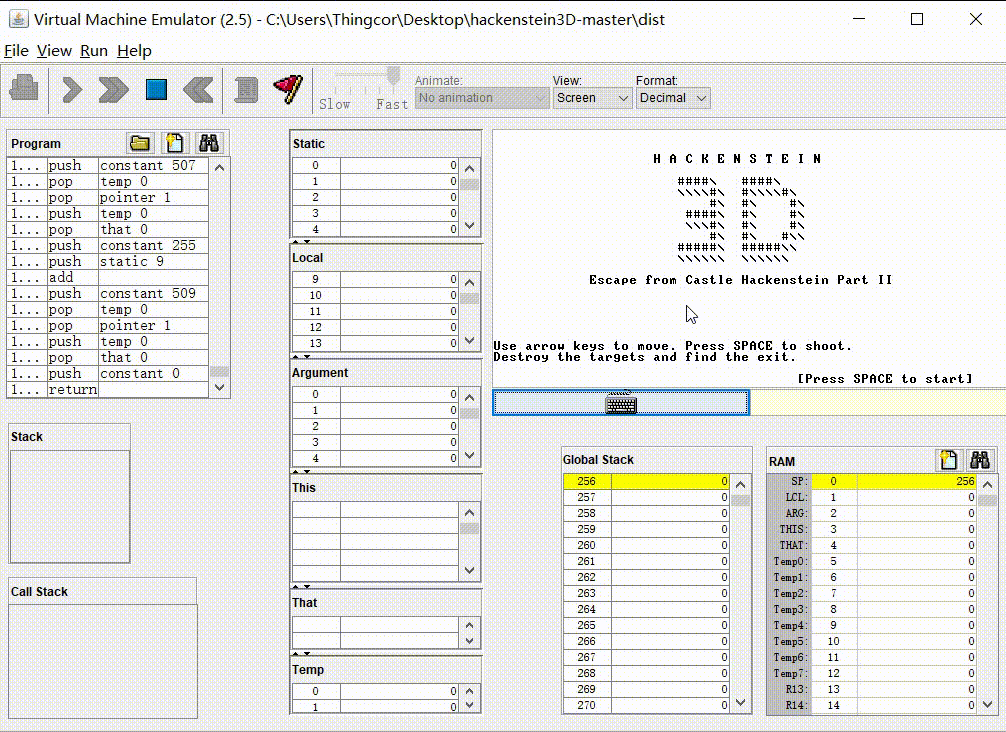 Virtual Machine Emulator (2.5) - C:\Users\Thingcor\Desktop\hackenstein3D-master\dist
File View Run Help
Slow Fast
Animate:
No animation
View:
Screen
Format:
Decimal
Program
1... push constant 507
1... pop temp 0
1... pop pointer 1
1... push temp 0
1... pop that 0
1... push constant 255
1... push static 9
1... add
1... push constant 509
1... pop temp 0
1... pop pointer 1
1... push temp 0
1... pop that 0
1... push constant 0
1... return
Stack
Call Stack
Static
0 0
1 0
2 0
3 0
4 0
Local
9 0
10 0
11 0
12 0
13 0
Argument
0 0
1 0
2 0
3 0
4 0
This
That
Temp
0 0
1 0
H A C K E N S T E I N
####\ ####\
\\\\#\ #\\\\#\
#\ #\ #\
####\ #\ #\
\\\#\ #\ #\
#\ #\ #\\
#####\ #####\\
\\\\\\ \\\\\\
Escape from Castle Hackenstein Part II
Use arrow keys to move. Press SPACE to shoot.
Destroy the targets and find the exit.
[Press SPACE to start]
Global Stack
256 0
257 0
258 0
259 0
260 0
261 0
262 0
263 0
264 0
265 0
266 0
267 0
268 0
269 0
270 0
RAM
SP: 0 256
LCL: 1 0
ARG: 2 0
THIS: 3 0
THAT: 4 0
Temp0: 5 0
Temp1: 6 0
Temp2: 7 0
Temp3: 8 0
Temp4: 9 0
Temp5: 10 0
Temp6: 11 0
Temp7: 12 0
R13: 13 0
R14: 14 0